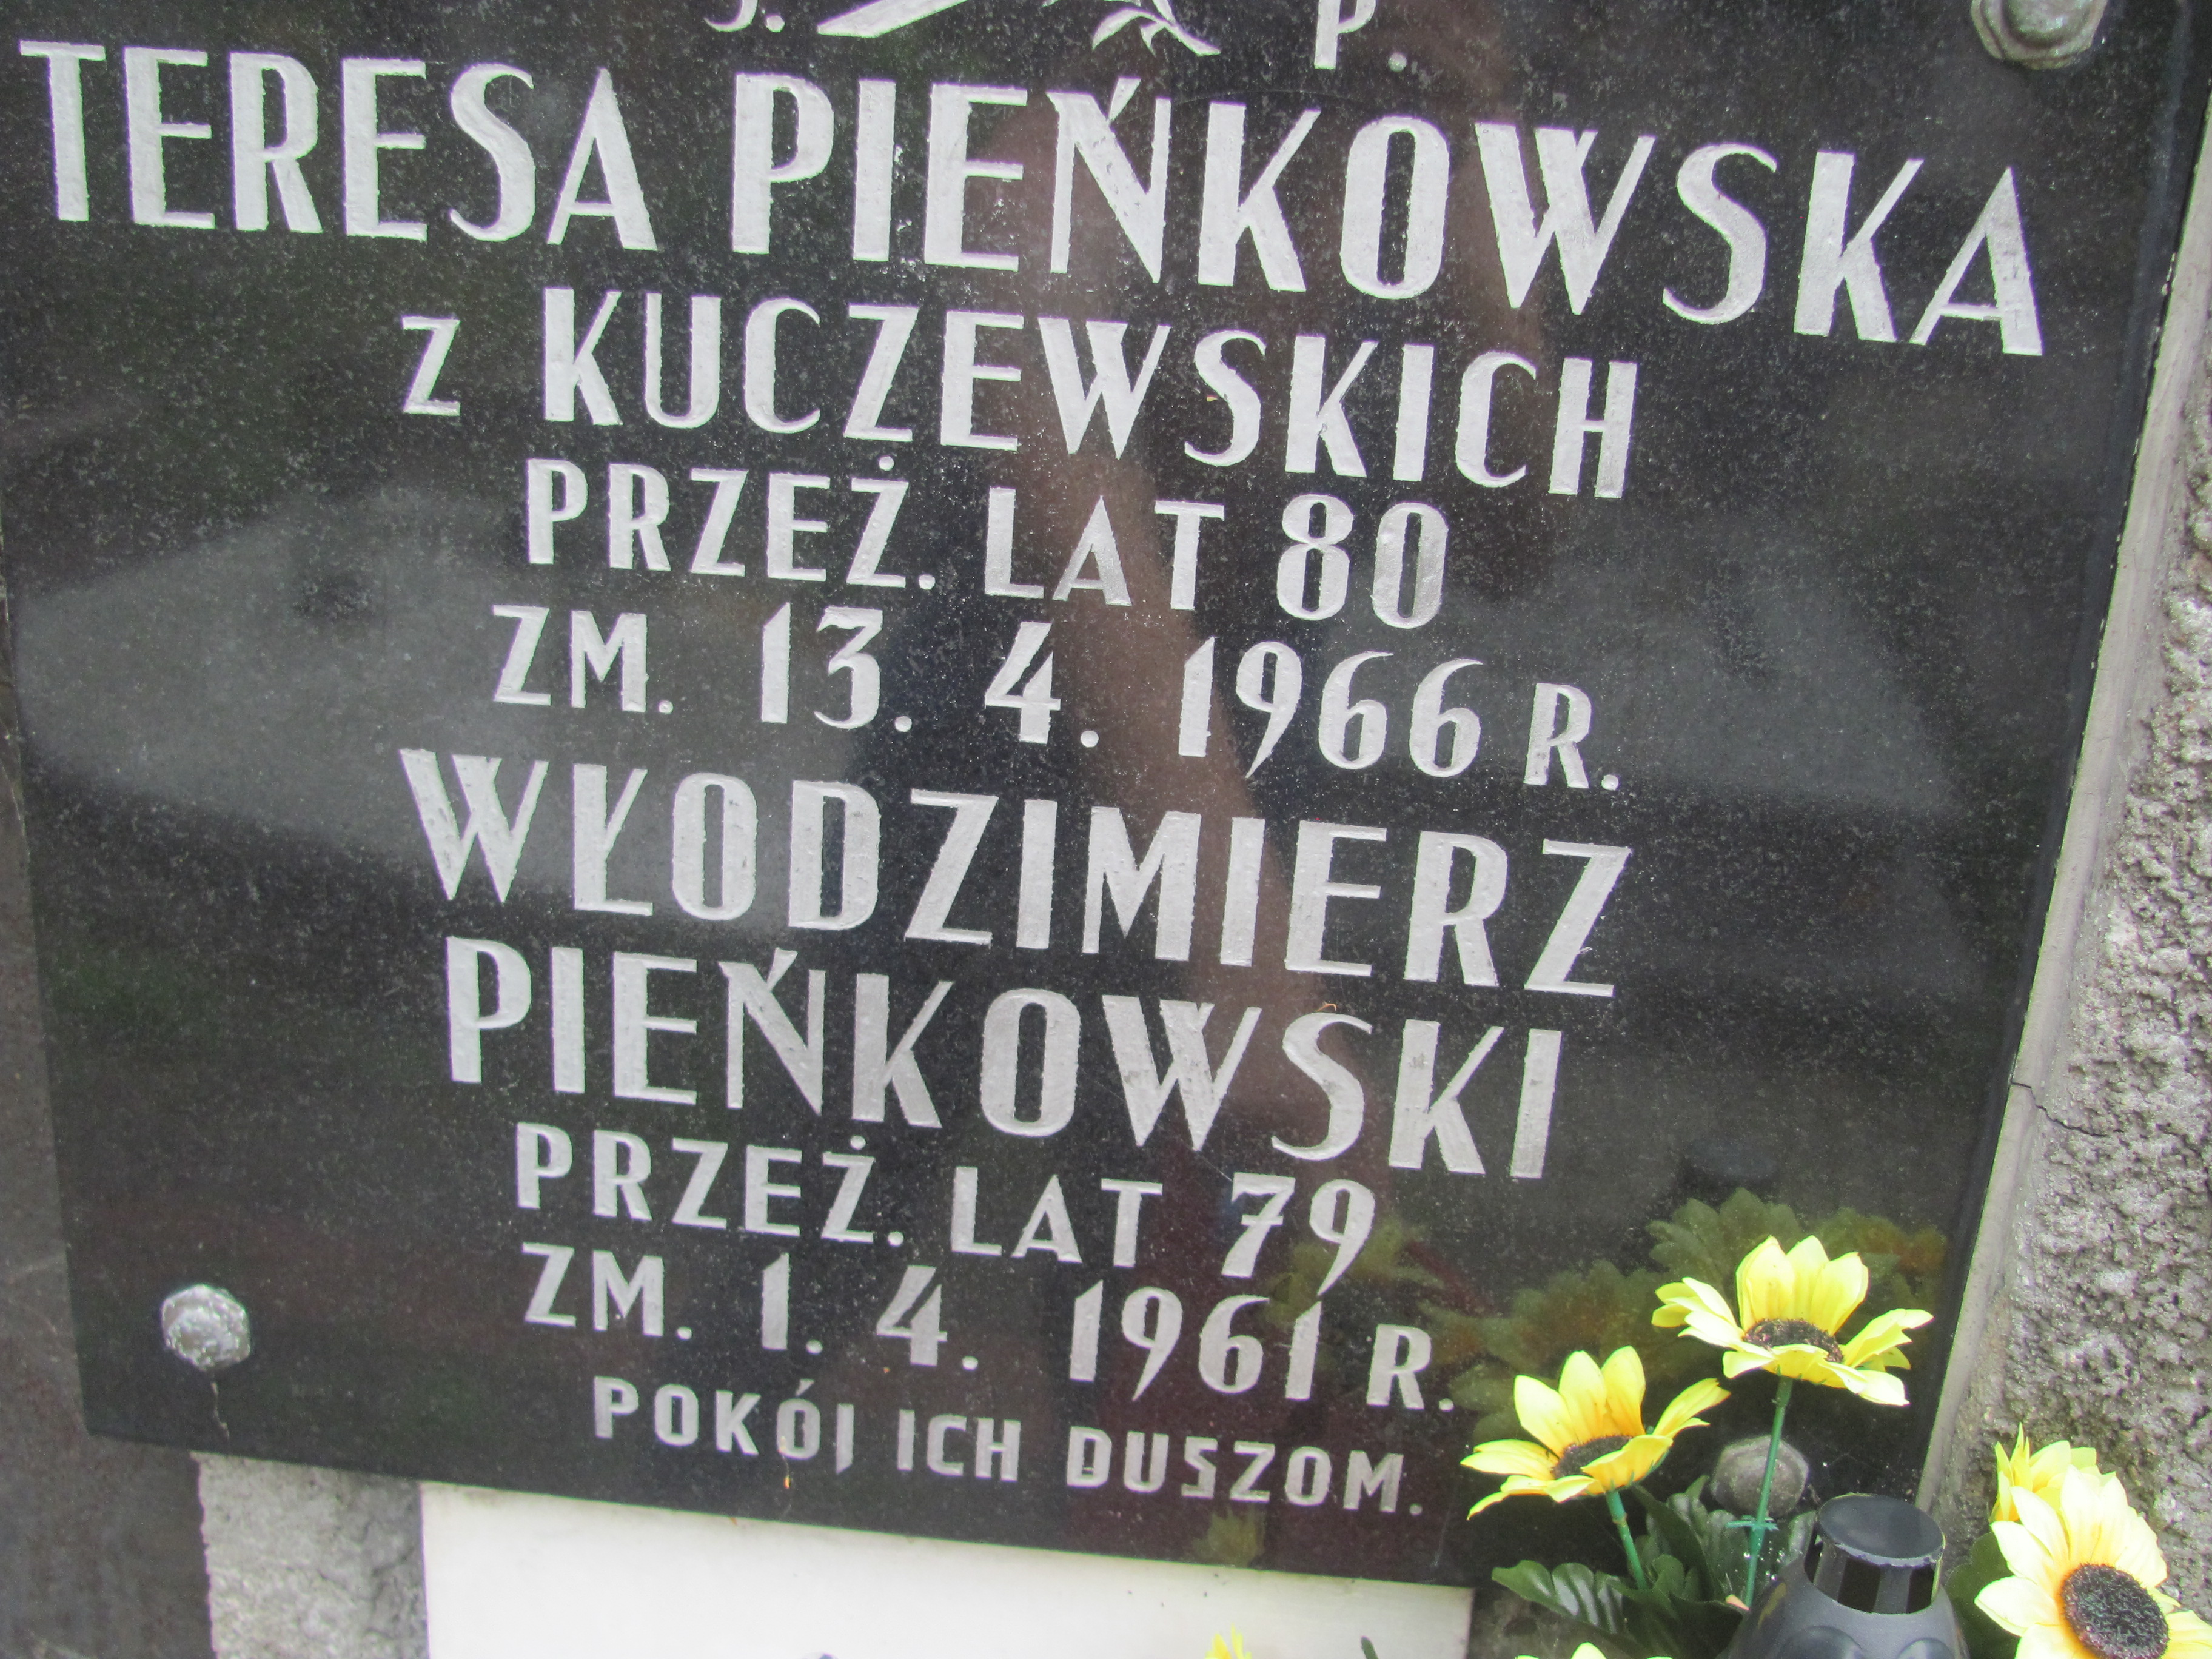 Ś. P.
TERESA PIEŃKOWSKA
z KUCZEWSKICH
PRZEŻ. LAT 80
ZM. 13. 4. 1966 R.
WŁODZIMIERZ
PIEŃKOWSKI
PRZEŻ. LAT 79
ZM. 1. 4. 1961 R.
POKÓJ ICH DUSZOM.